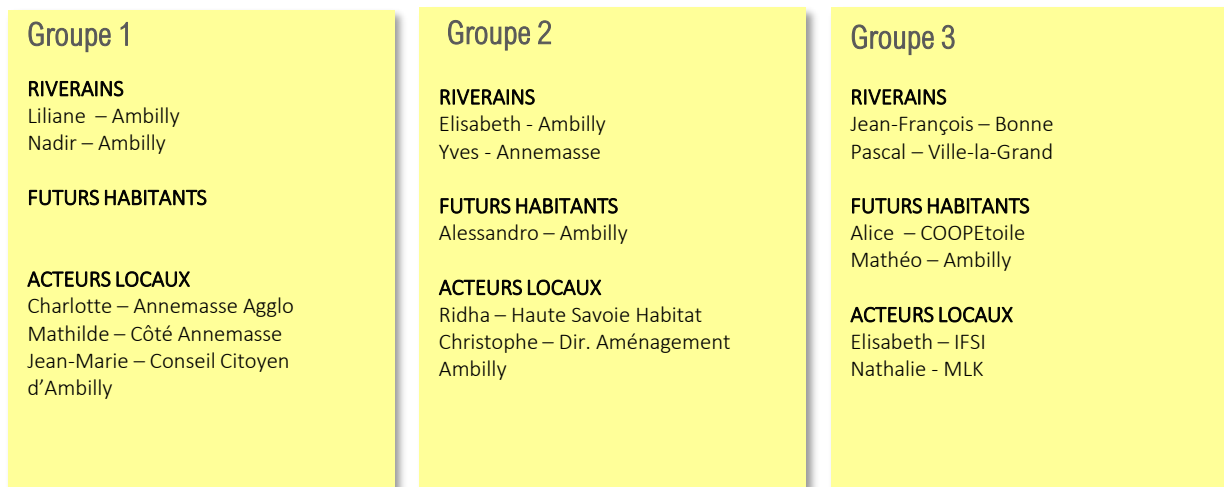 Groupe 1
RIVERAINS
Liliane  – Ambilly
Nadir – Ambilly
FUTURS HABITANTS
ACTEURS LOCAUX
Charlotte – Annemasse Agglo
Mathilde – Côté Annemasse
Jean-Marie – Conseil Citoyen
d’Ambilly
Groupe 2
RIVERAINS
Elisabeth - Ambilly
Yves - Annemasse
FUTURS HABITANTS
Alessandro – Ambilly
ACTEURS LOCAUX
Ridha – Haute Savoie Habitat
Christophe – Dir. Aménagement
Ambilly
Groupe 3
RIVERAINS
Jean-François – Bonne
Pascal – Ville-la-Grand
FUTURS HABITANTS
Alice  – COOPEtoile
Mathéo – Ambilly
ACTEURS LOCAUX
Elisabeth – IFSI
Nathalie - MLK